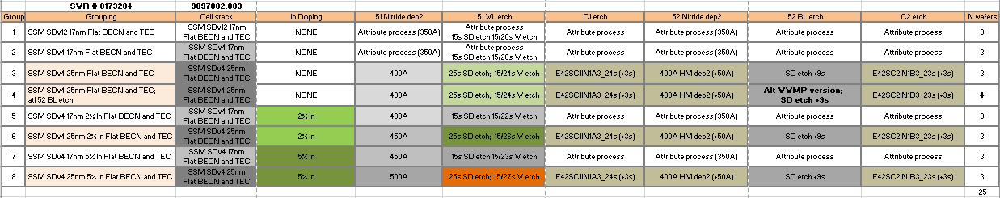 SWR # 8173204 9897002.003
Group Grouping Cell stack In Doping 51 Nitride dep2 51 WL etch C1 etch 52 Nitride dep2 52 BL etch C2 etch N wafers
1 SSM SDv12 17nm Flat BECN and TEC SSM SDv12 17nm Flat BECN and TEC NONE Attribute process (350A) Attribute process 15s SD etch 15/20s W etch Attribute process Attribute process Attribute process Attribute process 3
2 SSM SDv4 17nm Flat BECN and TEC SSM SDv4 17nm Flat BECN and TEC NONE Attribute process (350A) Attribute process 15s SD etch 15/20s W etch Attribute process Attribute process Attribute process Attribute process 3
3 SSM SDv4 25nm Flat BECN and TEC SSM SDv4 25nm Flat BECN and TEC NONE 400A 25s SD etch; 15/24s W etch E42SC1IN1A3_24s (+3s) 400A HM dep2 (+50A) SD etch +9s E42SC2IN1B3_23s (+3s) 3
4 SSM SDv4 25nm Flat BECN and TEC; atl 52 BL etch SSM SDv4 25nm Flat BECN and TEC NONE 400A 25s SD etch; 15/24s W etch E42SC1IN1A3_24s (+3s) 400A HM dep2 (+50A) Alt VVMP version; SD etch +9s E42SC2IN1B3_23s (+3s) 4
5 SSM SDv4 17nm 2% In Flat BECN and TEC SSM SDv4 17nm Flat BECN and TEC 2% In 400A 15s SD etch 15/22s W etch Attribute process Attribute process (350A) Attribute process Attribute process 3
6 SSM SDv4 25nm 2% In Flat BECN and TEC SSM SDv4 25nm Flat BECN and TEC 2% In 450A 25s SD etch; 15/26s W etch E42SC1IN1A3_24s (+3s) 400A HM dep2 (+50A) SD etch +9s E42SC2IN1B3_23s (+3s) 3
7 SSM SDv4 17nm 5% In Flat BECN and TEC SSM SDv4 17nm Flat BECN and TEC 5% In 450A 15s SD etch 15/23s W etch Attribute process Attribute process (350A) Attribute process Attribute process 3
8 SSM SDv4 25nm 5% In Flat BECN and TEC SSM SDv4 25nm Flat BECN and TEC 5% In 500A 25s SD etch; 15/27s W etch E42SC1IN1A3_24s (+3s) 400A HM dep2 (+50A) SD etch +9s E42SC2IN1B3_23s (+3s) 3
25